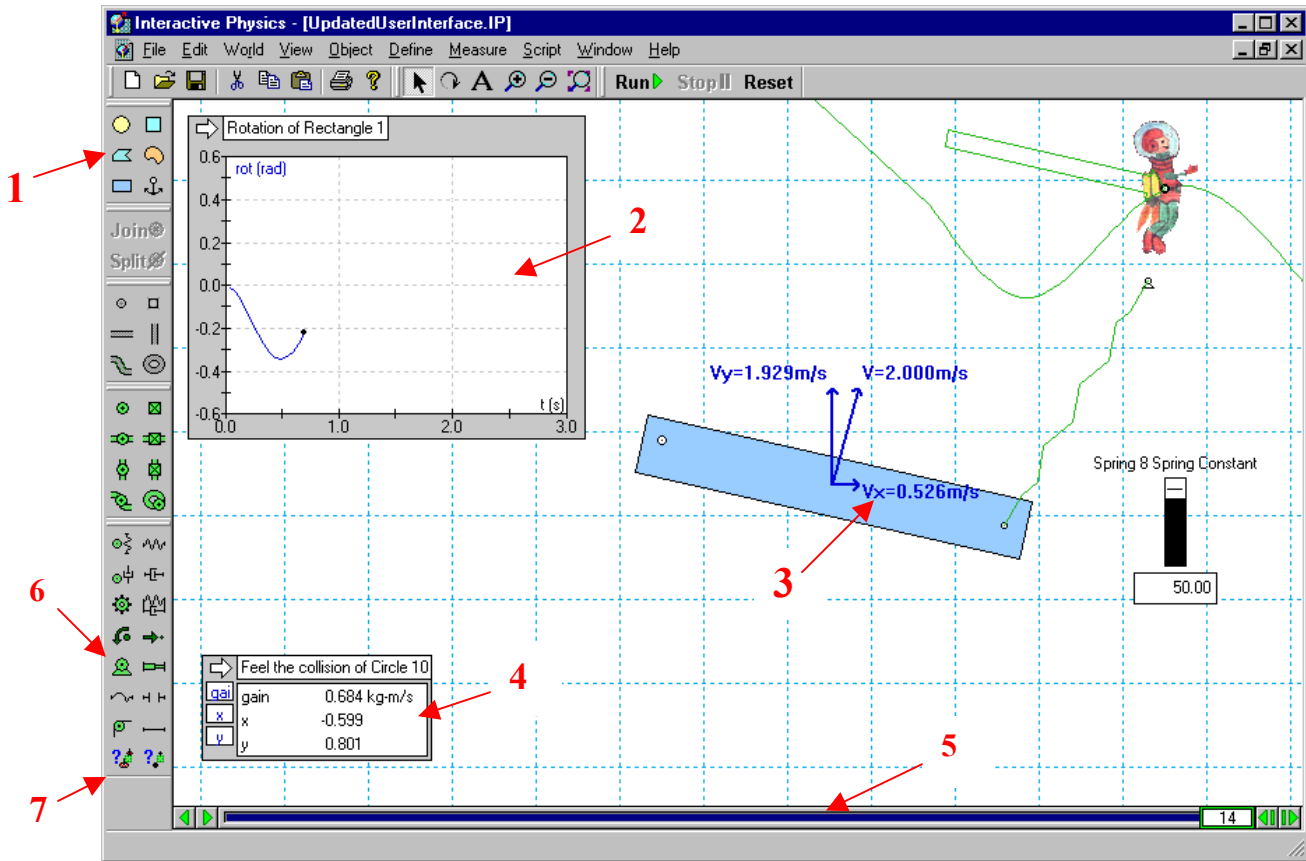 Interactive Physics - [UpdatedUserInterface.IP]
File Edit World View Object Define Measure Script Window Help
A Run Stop Reset
1
Join
Split
Rotation of Rectangle 1
rot (rad)
0.6
0.4
0.2
0.0
-0.2
-0.4
-0.6
0.0 1.0 2.0 3.0
t (s)
2
Vy=1.929m/s V=2.000m/s
Vx=0.526m/s
3
Spring 8 Spring Constant
50.00
6
Feel the collision of Circle 10
gai gain 0.684 kg-m/s
x x -0.599
y y 0.801
4
5
7
? ?
14